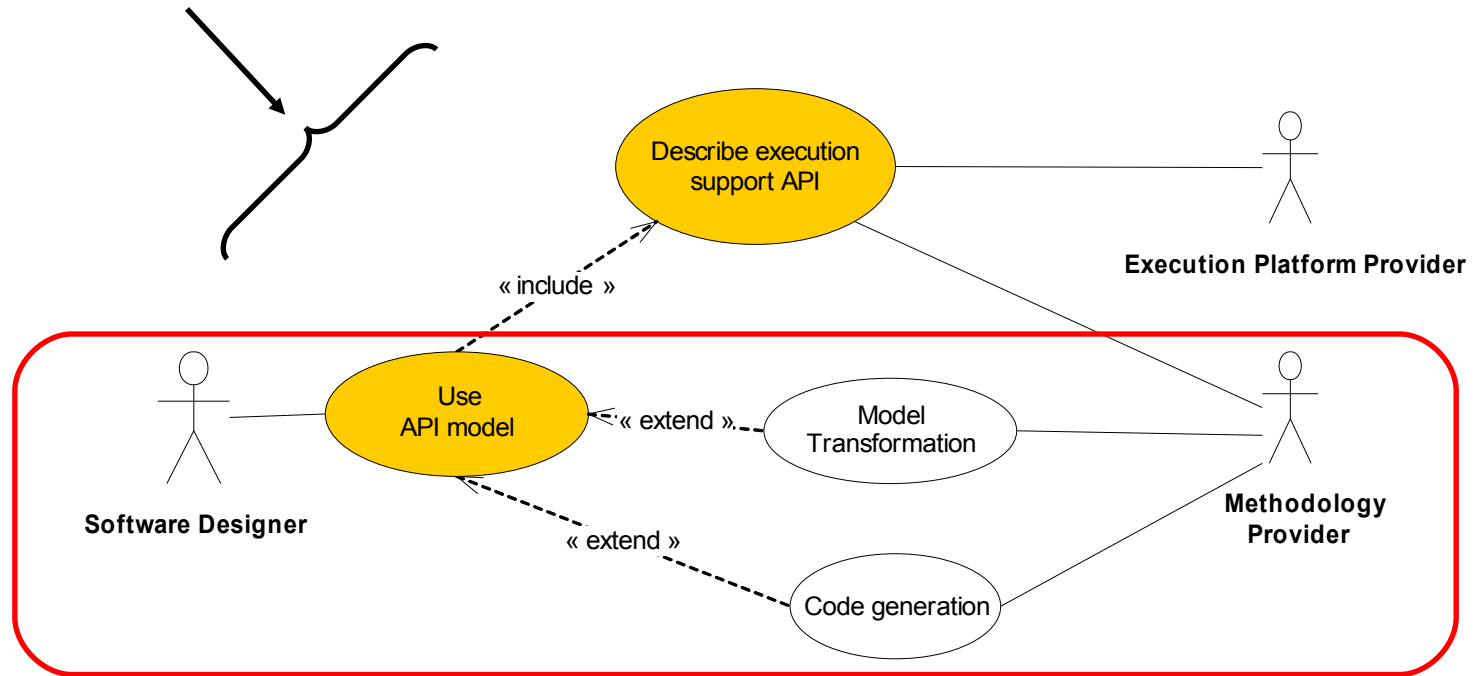 Describe execution
support API
Execution Platform Provider
« include »
Use
API model
« extend »
Model
Transformation
Software Designer
Methodology
Provider
« extend »
Code generation